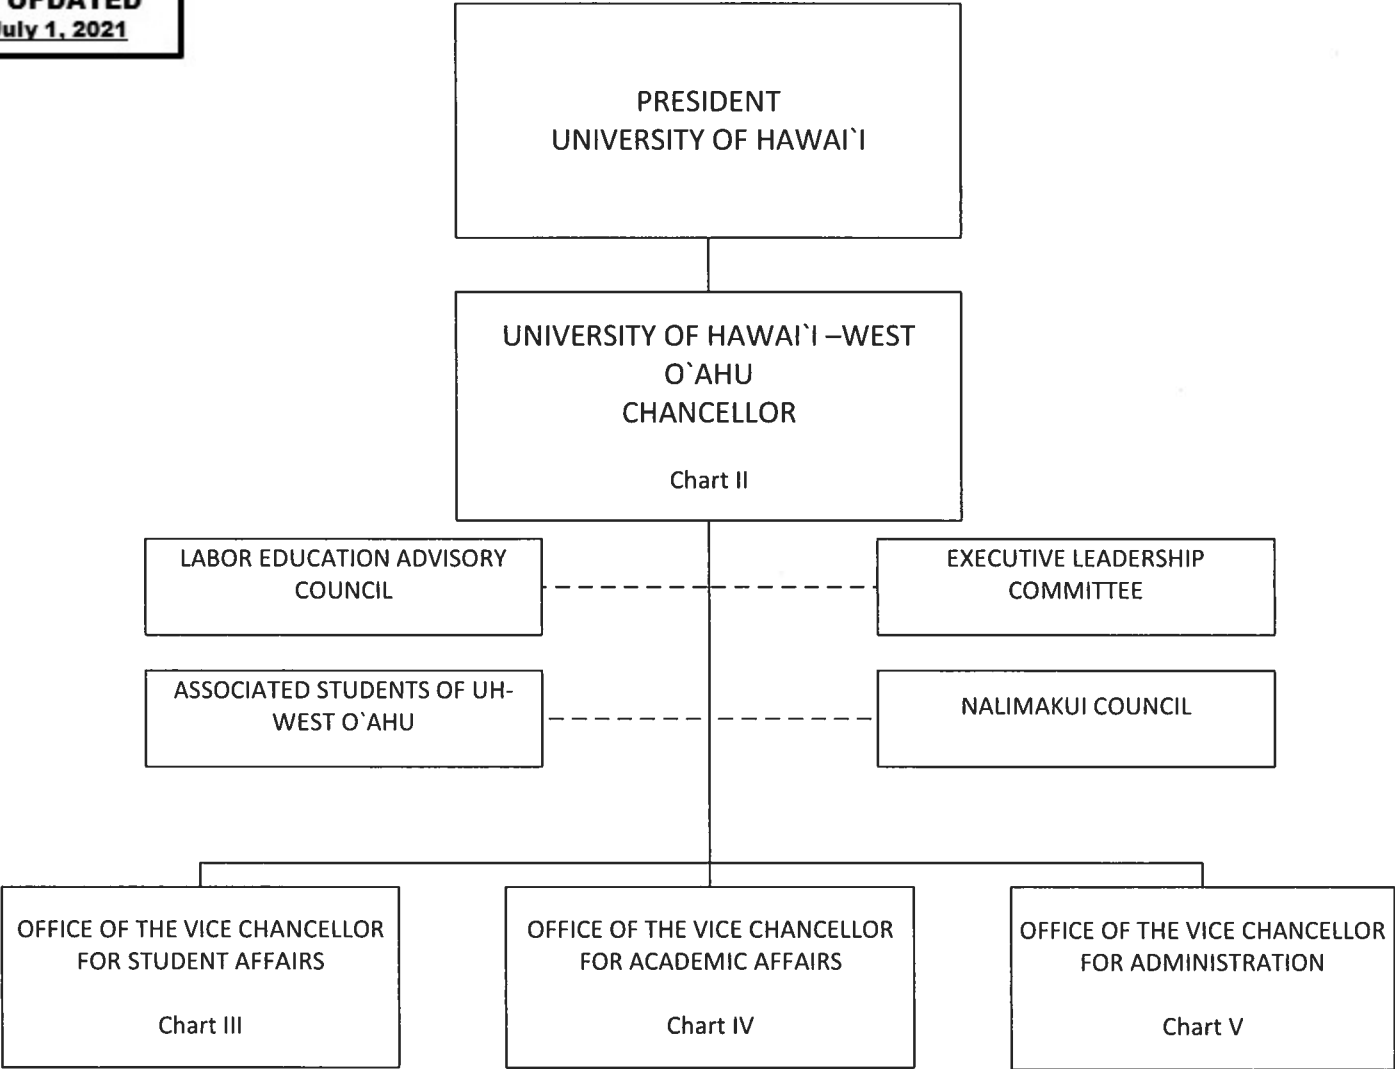 UPDATED
July 1, 2021
PRESIDENT
UNIVERSITY OF HAWAI`I
UNIVERSITY OF HAWAI`I –WEST
O`AHU
CHANCELLOR
Chart II
LABOR EDUCATION ADVISORY
COUNCIL
EXECUTIVE LEADERSHIP
COMMITTEE
ASSOCIATED STUDENTS OF UH-
WEST O`AHU
NALIMAKUI COUNCIL
OFFICE OF THE VICE CHANCELLOR
FOR STUDENT AFFAIRS
Chart III
OFFICE OF THE VICE CHANCELLOR
FOR ACADEMIC AFFAIRS
Chart IV
OFFICE OF THE VICE CHANCELLOR
FOR ADMINISTRATION
Chart V